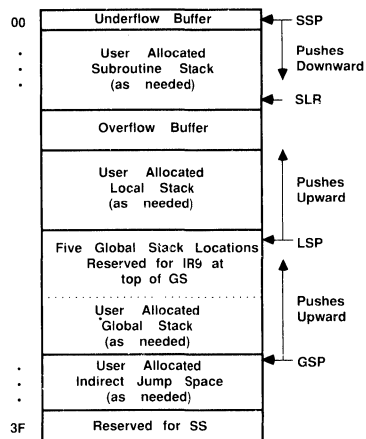 00
Underflow Buffer
SSP
User Allocated
Subroutine Stack
(as needed)
Pushes
Downward
SLR
Overflow Buffer
User Allocated
Local Stack
(as needed)
Pushes
Upward
LSP
Five Global Stack Locations
Reserved for IR9 at
top of GS
User Allocated
Global Stack
(as needed)
Pushes
Upward
GSP
User Allocated
Indirect Jump Space
(as needed)
3F
Reserved for SS